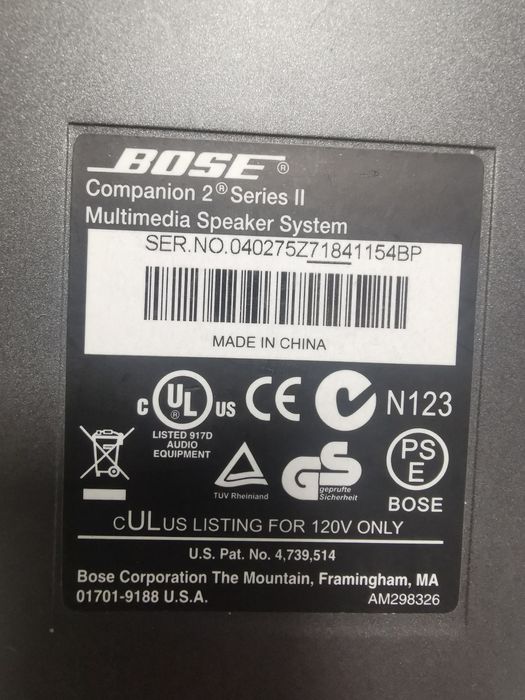 BOSE®
Companion 2® Series II
Multimedia Speaker System
SER.NO.040275Z71841154BP
MADE IN CHINA
c UL® US CE N123
LISTED 917D
AUDIO
EQUIPMENT
TÜV Rheinland
GS
geprüfte
Sicherheit
PS
E
BOSE
cULUS LISTING FOR 120V ONLY
U.S. Pat. No. 4,739,514
Bose Corporation The Mountain, Framingham, MA
01701-9188 U.S.A.
AM298326